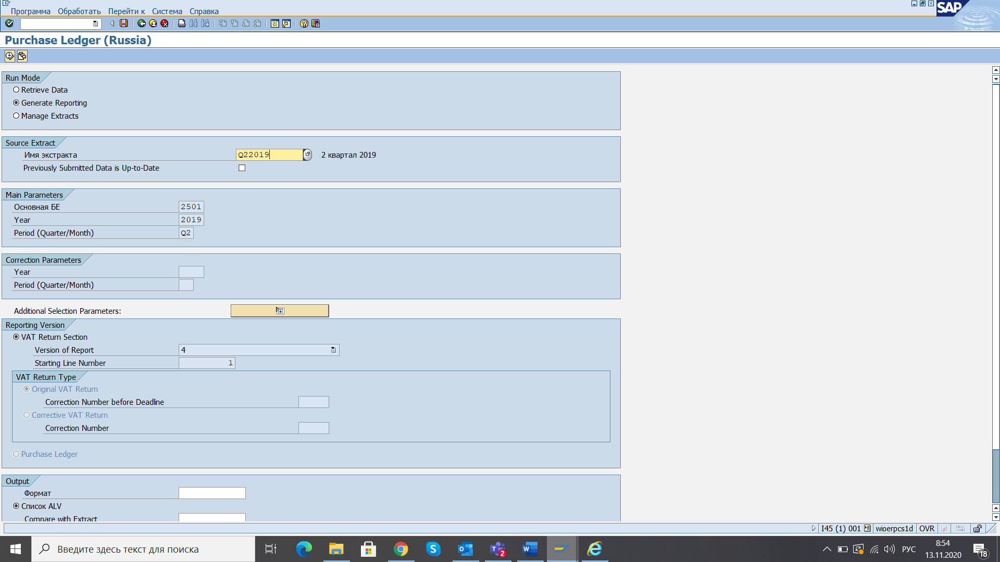 Программа Обработать Перейти к Система Справка
SAP
Purchase Ledger (Russia)
Run Mode
Retrieve Data
Generate Reporting
Manage Extracts
Source Extract
Имя экстракта Q22019 2 квартал 2019
Previously Submitted Data is Up-to-Date
Main Parameters
Основная БЕ 2501
Year 2019
Period (Quarter/Month) Q2
Correction Parameters
Year
Period (Quarter/Month)
Additional Selection Parameters:
Reporting Version
VAT Return Section
Version of Report 4
Starting Line Number 1
VAT Return Type
Original VAT Return
Correction Number before Deadline
Corrective VAT Return
Correction Number
Purchase Ledger
Output
Формат
Список ALV
Compare with Extract
I45 (1) 001 wioerpcs1d OVR
Введите здесь текст для поиска
2
РУС
8:54
13.11.2020
18